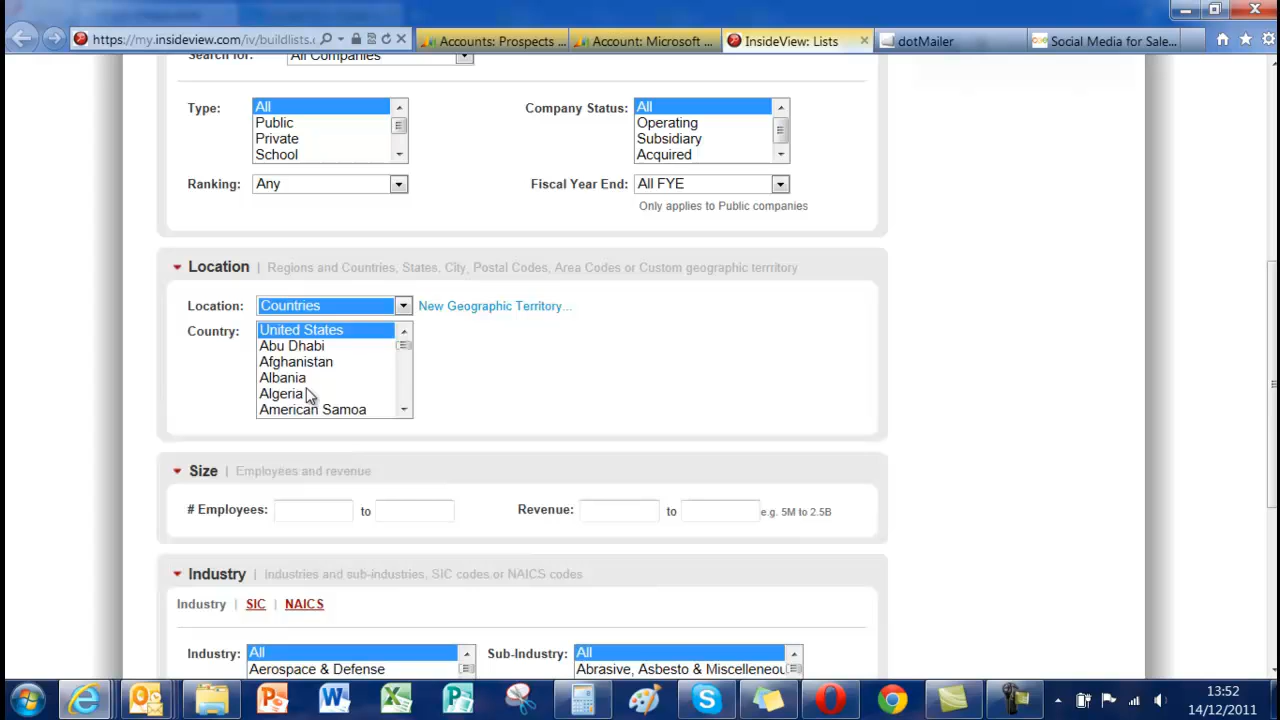 https://my.insideview.com/iv/buildlists.
Accounts: Prospects ...
Account: Microsoft ...
InsideView: Lists
dotMailer
Social Media for Sale...
Search for:
All Companies
Type:
All
Public
Private
School
Company Status:
All
Operating
Subsidiary
Acquired
Ranking:
Any
Fiscal Year End:
All FYE
Only applies to Public companies
Location | Regions and Countries, States, City, Postal Codes, Area Codes or Custom geographic terrritory
Location:
Countries
New Geographic Territory...
Country:
United States
Abu Dhabi
Afghanistan
Albania
Algeria
American Samoa
Size | Employees and revenue
# Employees:
to
Revenue:
to
e.g. 5M to 2.5B
Industry | Industries and sub-industries, SIC codes or NAICS codes
Industry | SIC | NAICS
Industry:
All
Aerospace & Defense
Sub-Industry:
All
Abrasive, Asbesto & Miscelleneou
13:52
14/12/2011